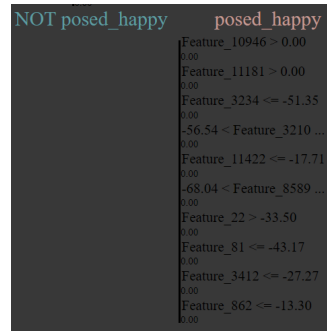 NOT posed_happy posed_happy
Feature_10946 > 0.00
0.00
Feature_11181 > 0.00
0.00
Feature_3234 <= -51.35
0.00
-56.54 < Feature_3210 ...
0.00
Feature_11422 <= -17.71
0.00
-68.04 < Feature_8589 ...
0.00
Feature_22 > -33.50
0.00
Feature_81 <= -43.17
0.00
Feature_3412 <= -27.27
0.00
Feature_862 <= -13.30
0.00